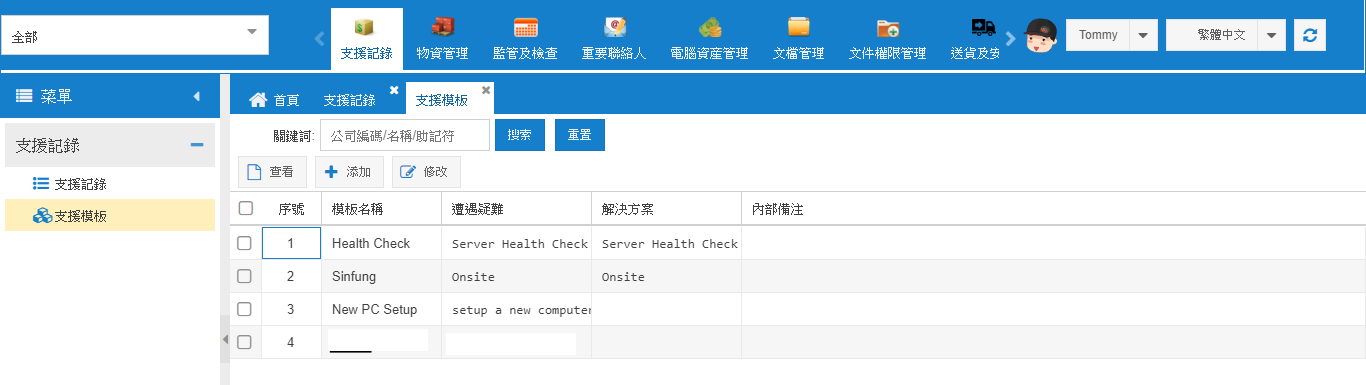 全部
支援記錄 物資管理 監管及檢查 重要聯絡人 電腦資產管理 文檔管理 文件權限管理 送貨及安
Tommy
繁體中文
菜單
首頁 支援記錄 支援模板
支援記錄
支援記錄
支援模板
關鍵詞: 公司編碼/名稱/助記符 搜索 重置
查看 添加 修改
序號 模板名稱 遭遇疑難 解決方案 內部備注
1 Health Check Server Health Check Server Health Check
2 Sinfung Onsite Onsite
3 New PC Setup setup a new computer
4